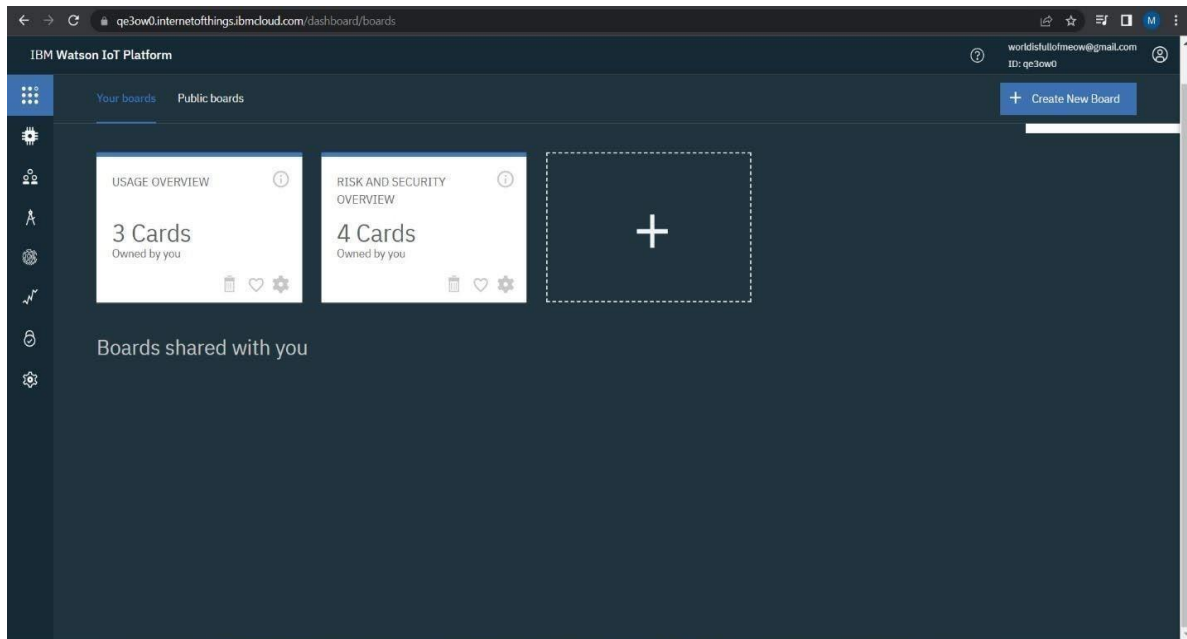 qe3ow0.internetofthings.ibmcloud.com/dashboard/boards
M
IBM Watson IoT Platform
worldisfullofmeow@gmail.com
ID: qe3ow0
Your boards
Public boards
+ Create New Board
USAGE OVERVIEW
3 Cards
Owned by you
RISK AND SECURITY
OVERVIEW
4 Cards
Owned by you
Boards shared with you